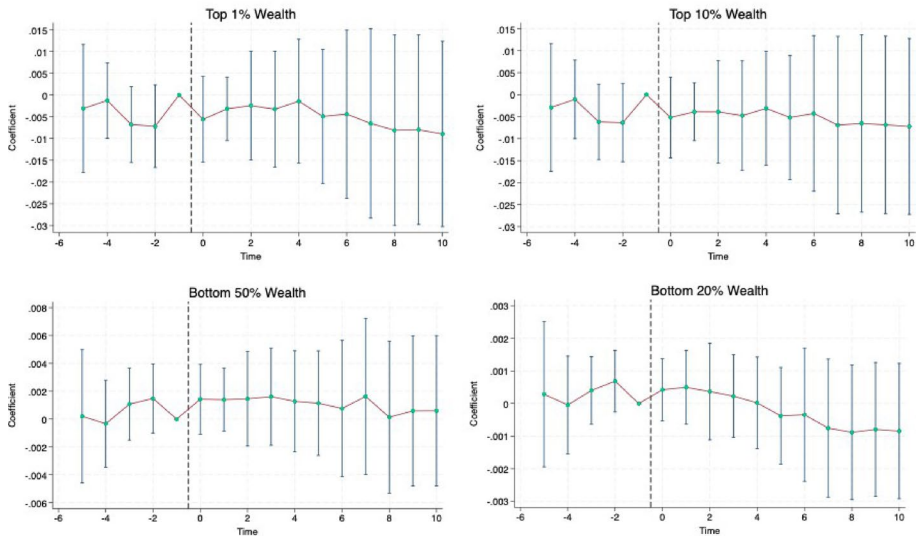 Top 1% Wealth
.015
.01
.005
0
-.005
-.01
-.015
-.02
-.025
-.03
Coefficient
-6 -4 -2 0 2 4 6 8 10
Time
Top 10% Wealth
.015
.01
.005
0
-.005
-.01
-.015
-.02
-.025
-.03
Coefficient
-6 -4 -2 0 2 4 6 8 10
Time
Bottom 50% Wealth
.008
.006
.004
.002
0
-.002
-.004
-.006
Coefficient
-6 -4 -2 0 2 4 6 8 10
Time
Bottom 20% Wealth
.003
.002
.001
0
-.001
-.002
-.003
Coefficient
-6 -4 -2 0 2 4 6 8 10
Time